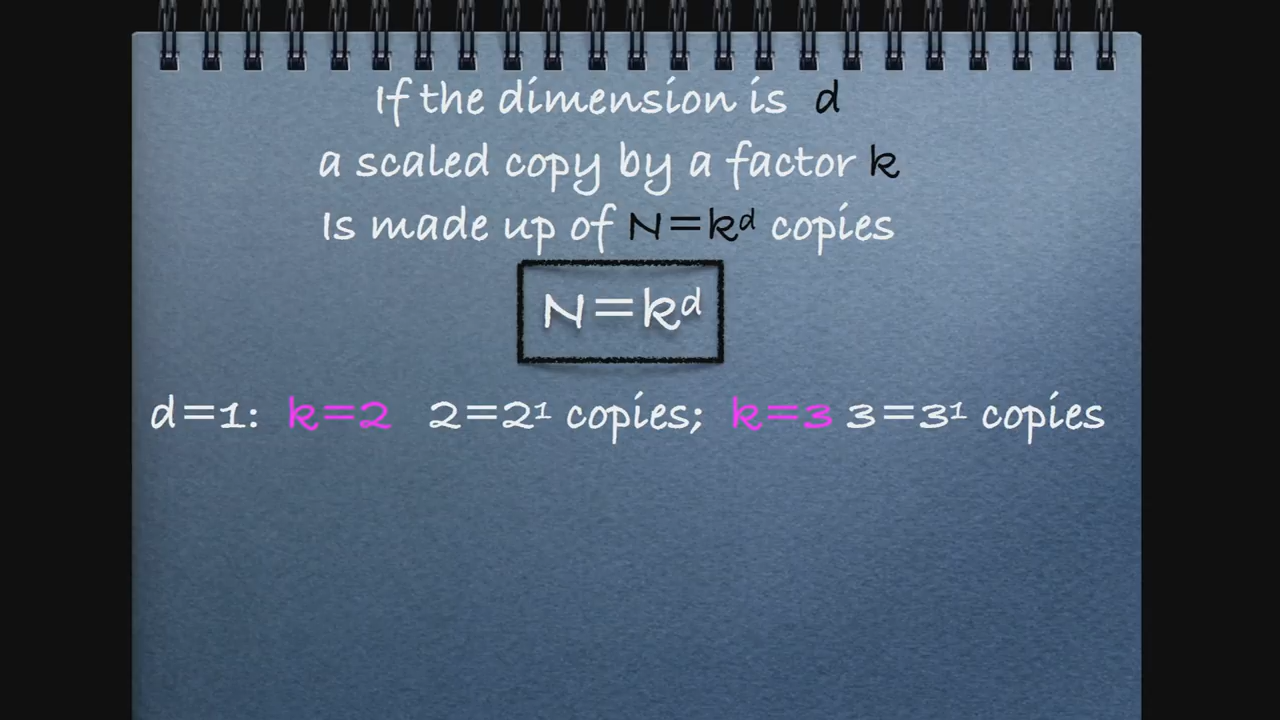 If the dimension is d
a scaled copy by a factor k
Is made up of N=kᵈ copies
N=kᵈ
d=1: k=2 2=2¹ copies; k=3 3=3¹ copies